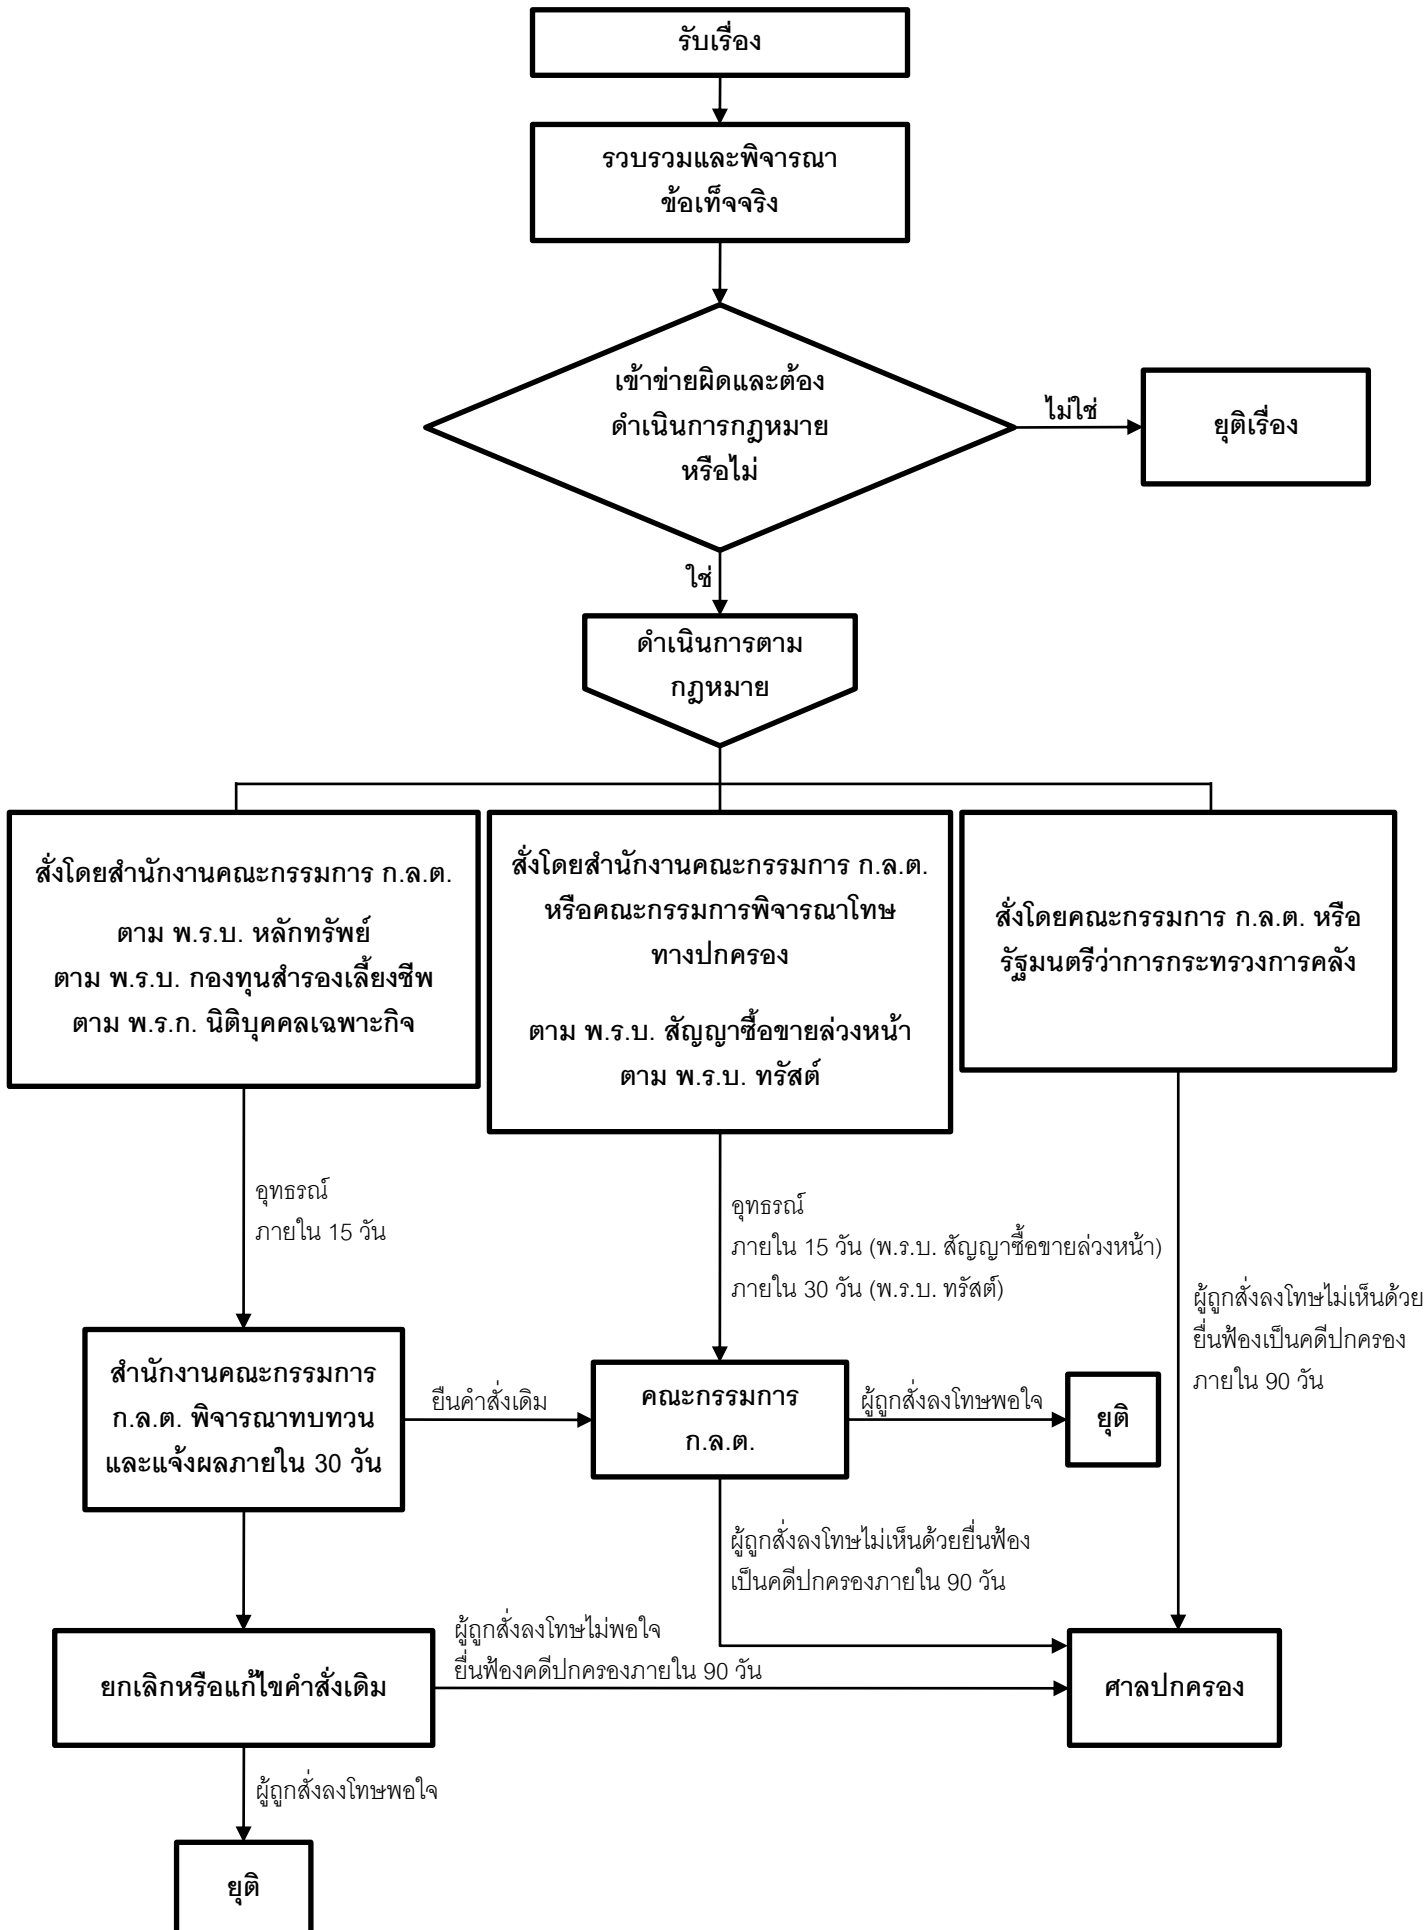 รับเรื่อง
รวบรวมและพิจารณา
ข้อเท็จจริง
เข้าข่ายผิดและต้อง
ดำเนินการกฎหมาย
หรือไม่
ไม่ใช่
ยุติเรื่อง
ใช่
ดำเนินการตาม
กฎหมาย
สั่งโดยสำนักงานคณะกรรมการ ก.ล.ต.
ตาม พ.ร.บ. หลักทรัพย์
ตาม พ.ร.บ. กองทุนสำรองเลี้ยงชีพ
ตาม พ.ร.ก. นิติบุคคลเฉพาะกิจ
สั่งโดยสำนักงานคณะกรรมการ ก.ล.ต.
หรือคณะกรรมการพิจารณาโทษ
ทางปกครอง
ตาม พ.ร.บ. สัญญาซื้อขายล่วงหน้า
ตาม พ.ร.บ. ทรัสต์
สั่งโดยคณะกรรมการ ก.ล.ต. หรือ
รัฐมนตรีว่าการกระทรวงการคลัง
อุทธรณ์
ภายใน 15 วัน
อุทธรณ์
ภายใน 15 วัน (พ.ร.บ. สัญญาซื้อขายล่วงหน้า)
ภายใน 30 วัน (พ.ร.บ. ทรัสต์)
ผู้ถูกสั่งลงโทษไม่เห็นด้วย
ยื่นฟ้องเป็นคดีปกครอง
ภายใน 90 วัน
สำนักงานคณะกรรมการ
ก.ล.ต. พิจารณาทบทวน
และแจ้งผลภายใน 30 วัน
ยืนคำสั่งเดิม
คณะกรรมการ
ก.ล.ต.
ผู้ถูกสั่งลงโทษพอใจ
ยุติ
ผู้ถูกสั่งลงโทษไม่เห็นด้วยยื่นฟ้อง
เป็นคดีปกครองภายใน 90 วัน
ยกเลิกหรือแก้ไขคำสั่งเดิม
ผู้ถูกสั่งลงโทษไม่พอใจ
ยื่นฟ้องคดีปกครองภายใน 90 วัน
ศาลปกครอง
ผู้ถูกสั่งลงโทษพอใจ
ยุติ